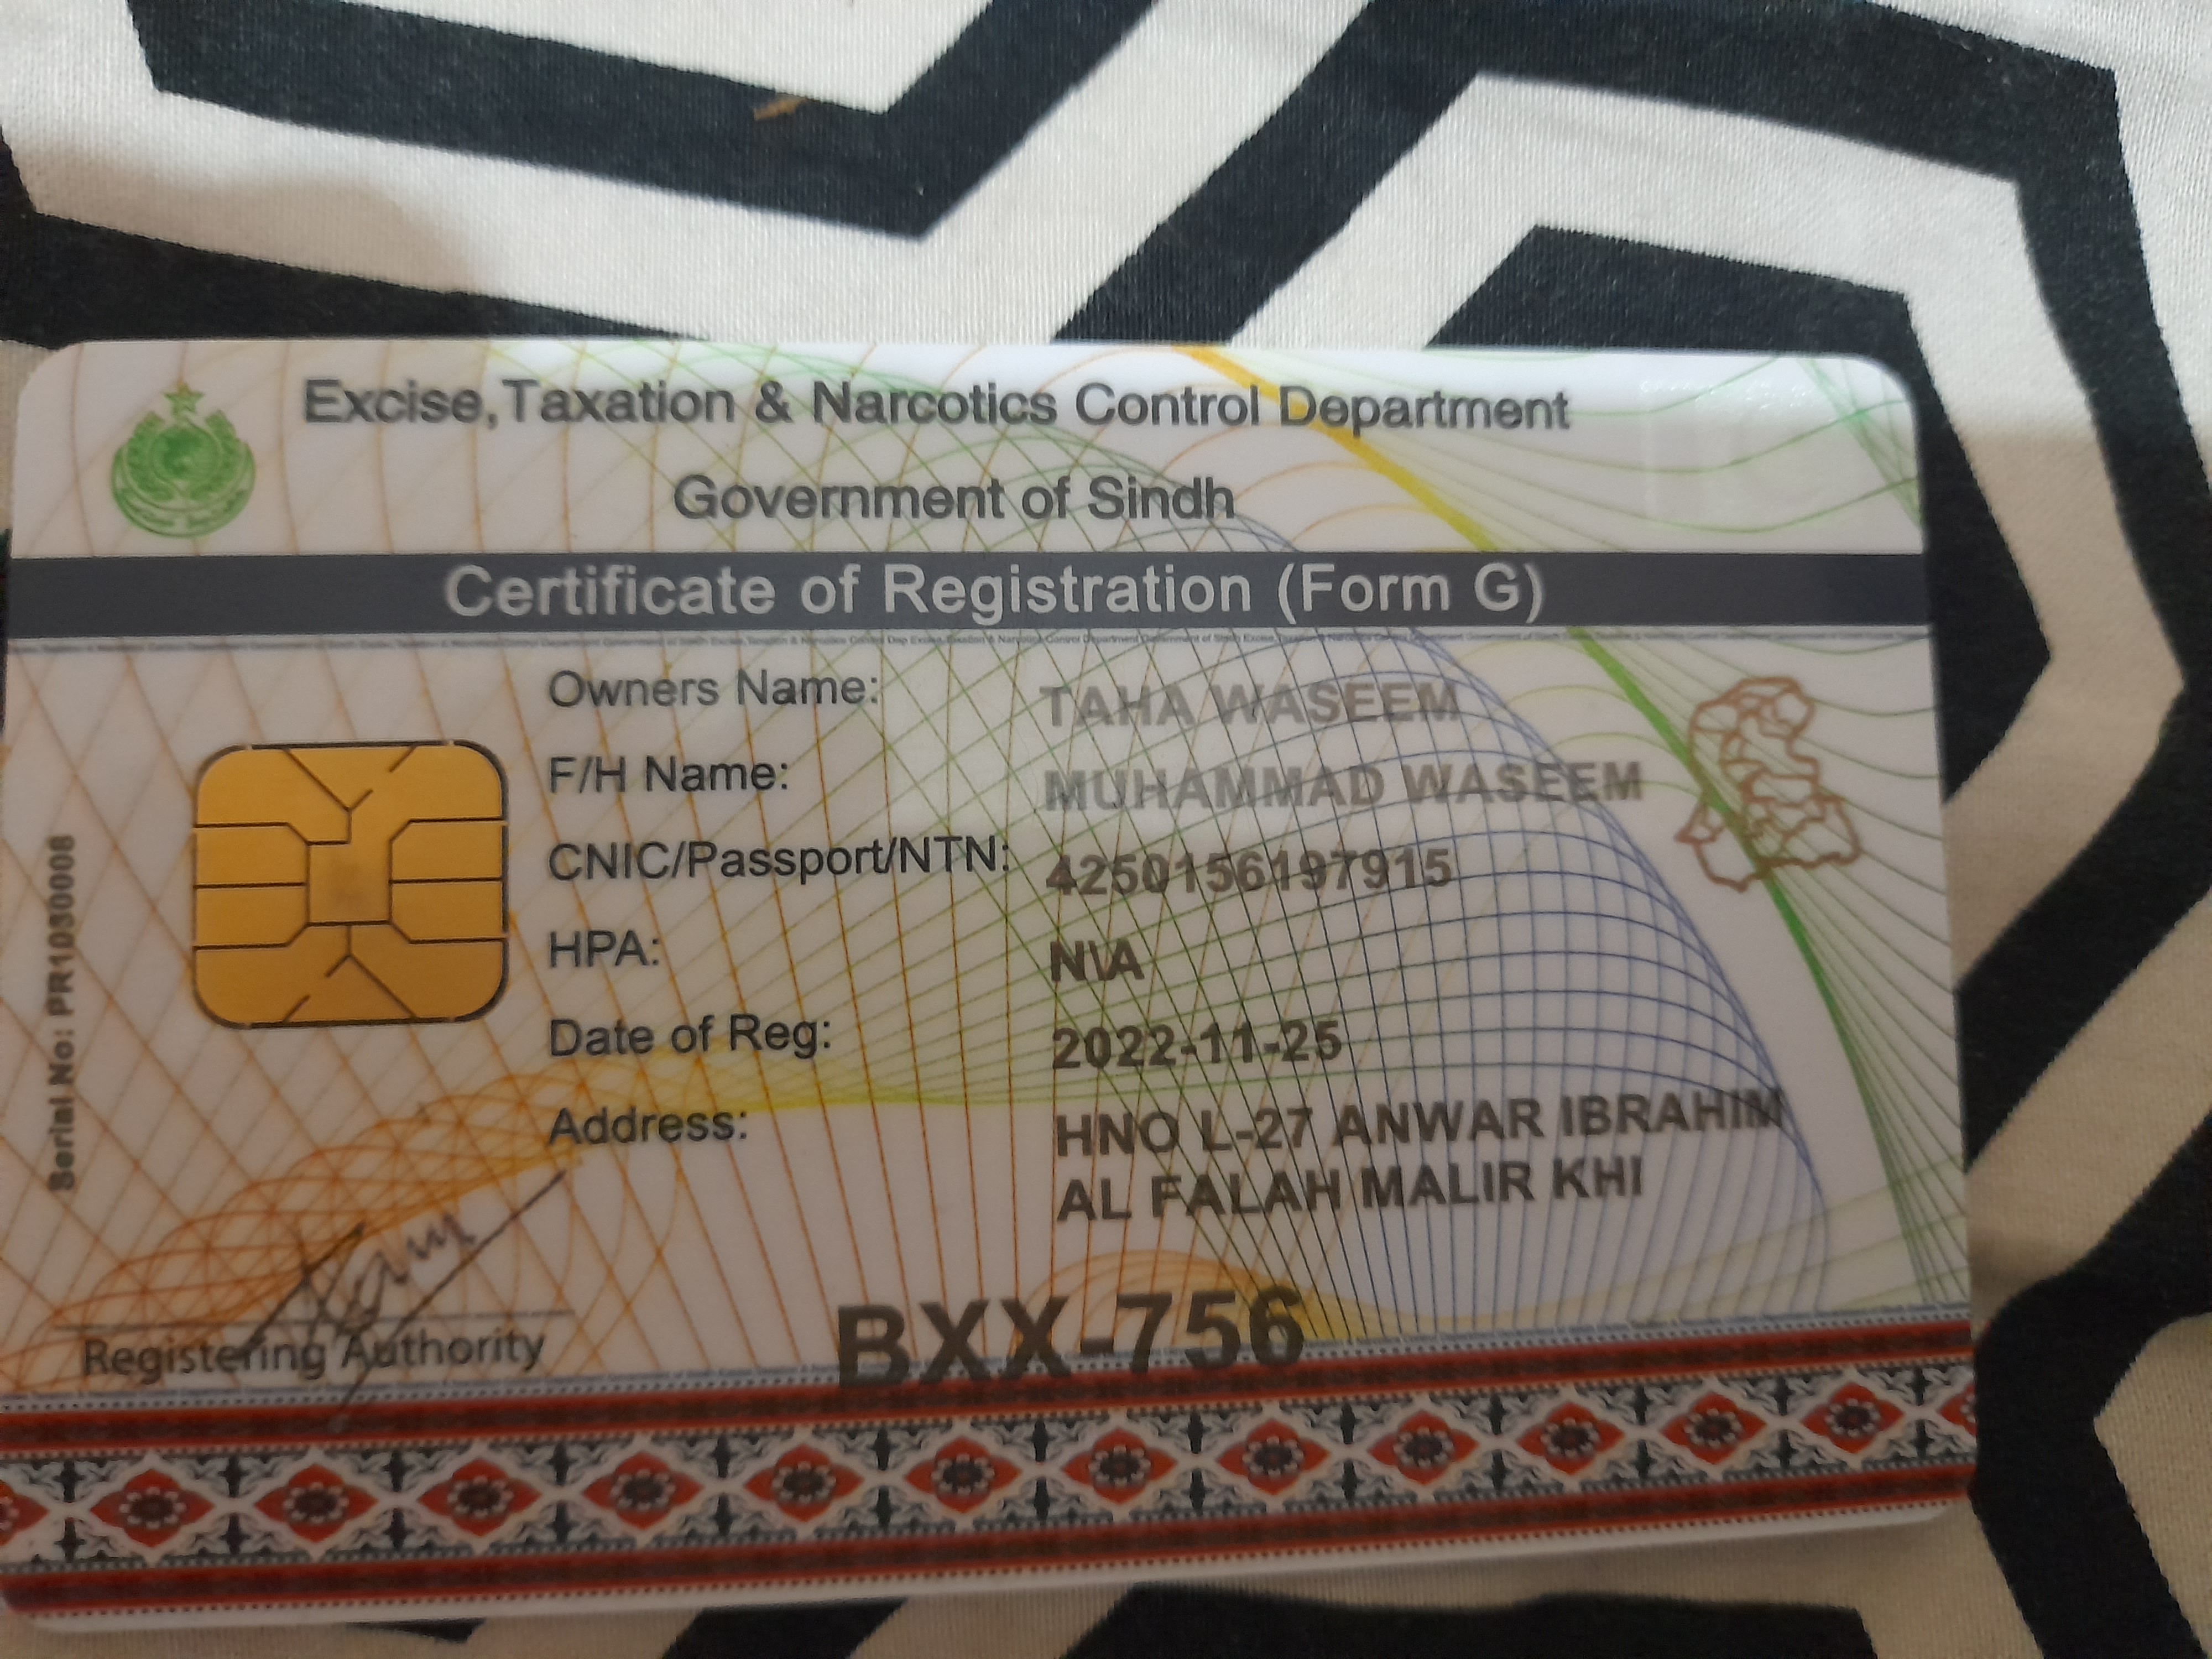 Excise,Taxation & Narcotics Control Department
Government of Sindh
Certificate of Registration (Form G)
Serial No: PR1030008
Owners Name: TAHA WASEEM
F/H Name: MUHAMMAD WASEEM
CNIC/Passport/NTN: 4250156197915
HPA: N\A
Date of Reg: 2022-11-25
Address: HNO L-27 ANWAR IBRAHIM
AL FALAH MALIR KHI
Registering Authority
BXX-756